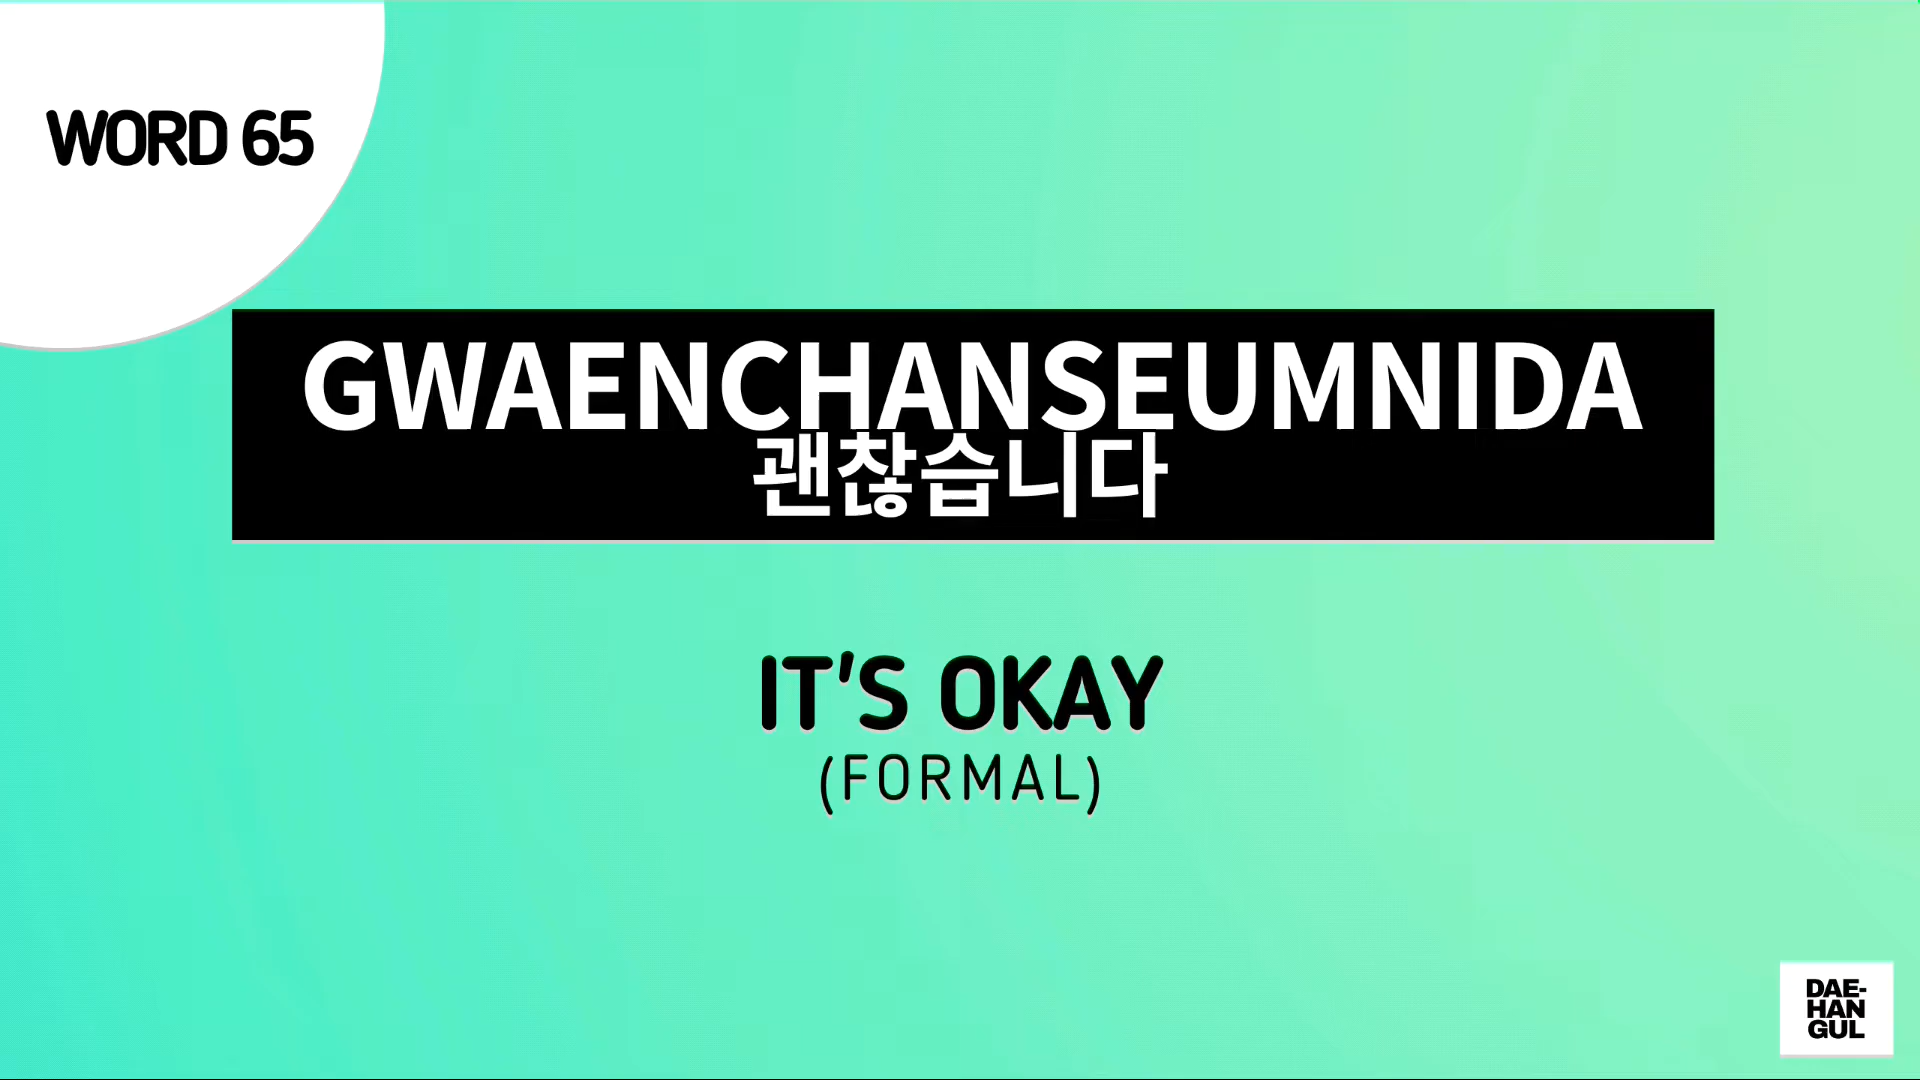 WORD 65
GWAENCHANSEUMNIDA
괜찮습니다
IT'S OKAY
(FORMAL)
DAE-
HAN
GUL